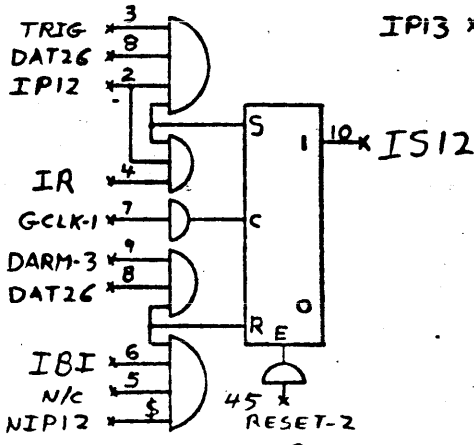 3
TRIG
8
DAT26
2
IP12
IPi3
S
1
10
IS12
4
IR
7
GCLK-1
C
9
DARM-3
8
DAT26
O
R
E
6
IBI
5
N/C
$
NIP12
45
RESET-2